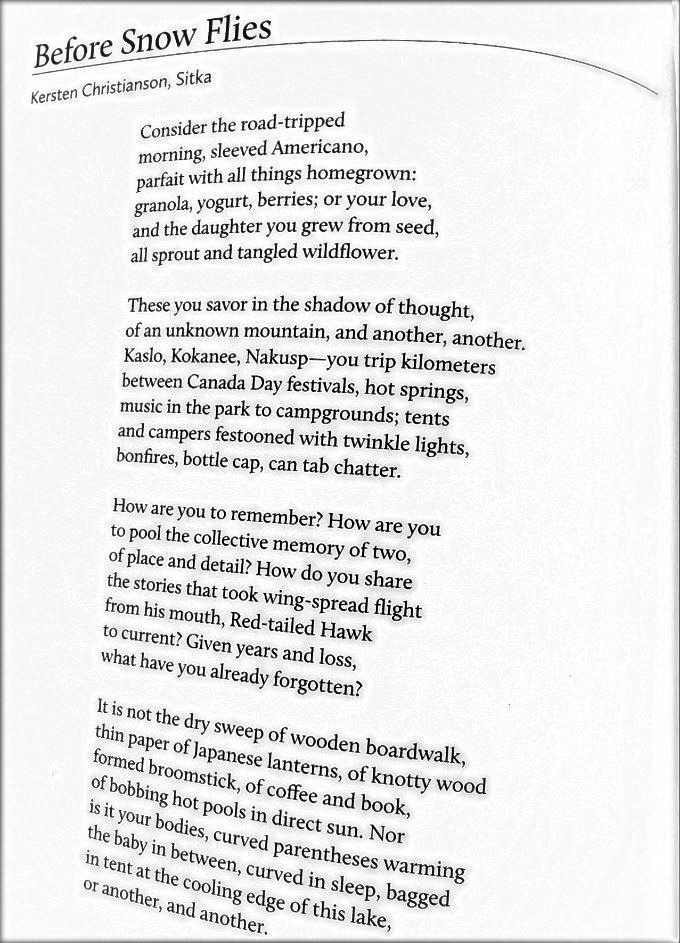 Before Snow Flies
Kersten Christianson, Sitka
Consider the road-tripped
morning, sleeved Americano,
parfait with all things homegrown:
granola, yogurt, berries; or your love,
and the daughter you grew from seed,
all sprout and tangled wildflower.
These you savor in the shadow of thought,
of an unknown mountain, and another, another.
Kaslo, Kokanee, Nakusp—you trip kilometers
between Canada Day festivals, hot springs,
music in the park to campgrounds; tents
and campers festooned with twinkle lights,
bonfires, bottle cap, can tab chatter.
How are you to remember? How are you
to pool the collective memory of two,
of place and detail? How do you share
the stories that took wing-spread flight
from his mouth, Red-tailed Hawk
to current? Given years and loss,
what have you already forgotten?
It is not the dry sweep of wooden boardwalk,
thin paper of Japanese lanterns, of knotty wood
formed broomstick, of coffee and book,
of bobbing hot pools in direct sun. Nor
is it your bodies, curved parentheses warming
the baby in between, curved in sleep, bagged
in tent at the cooling edge of this lake,
or another, and another.